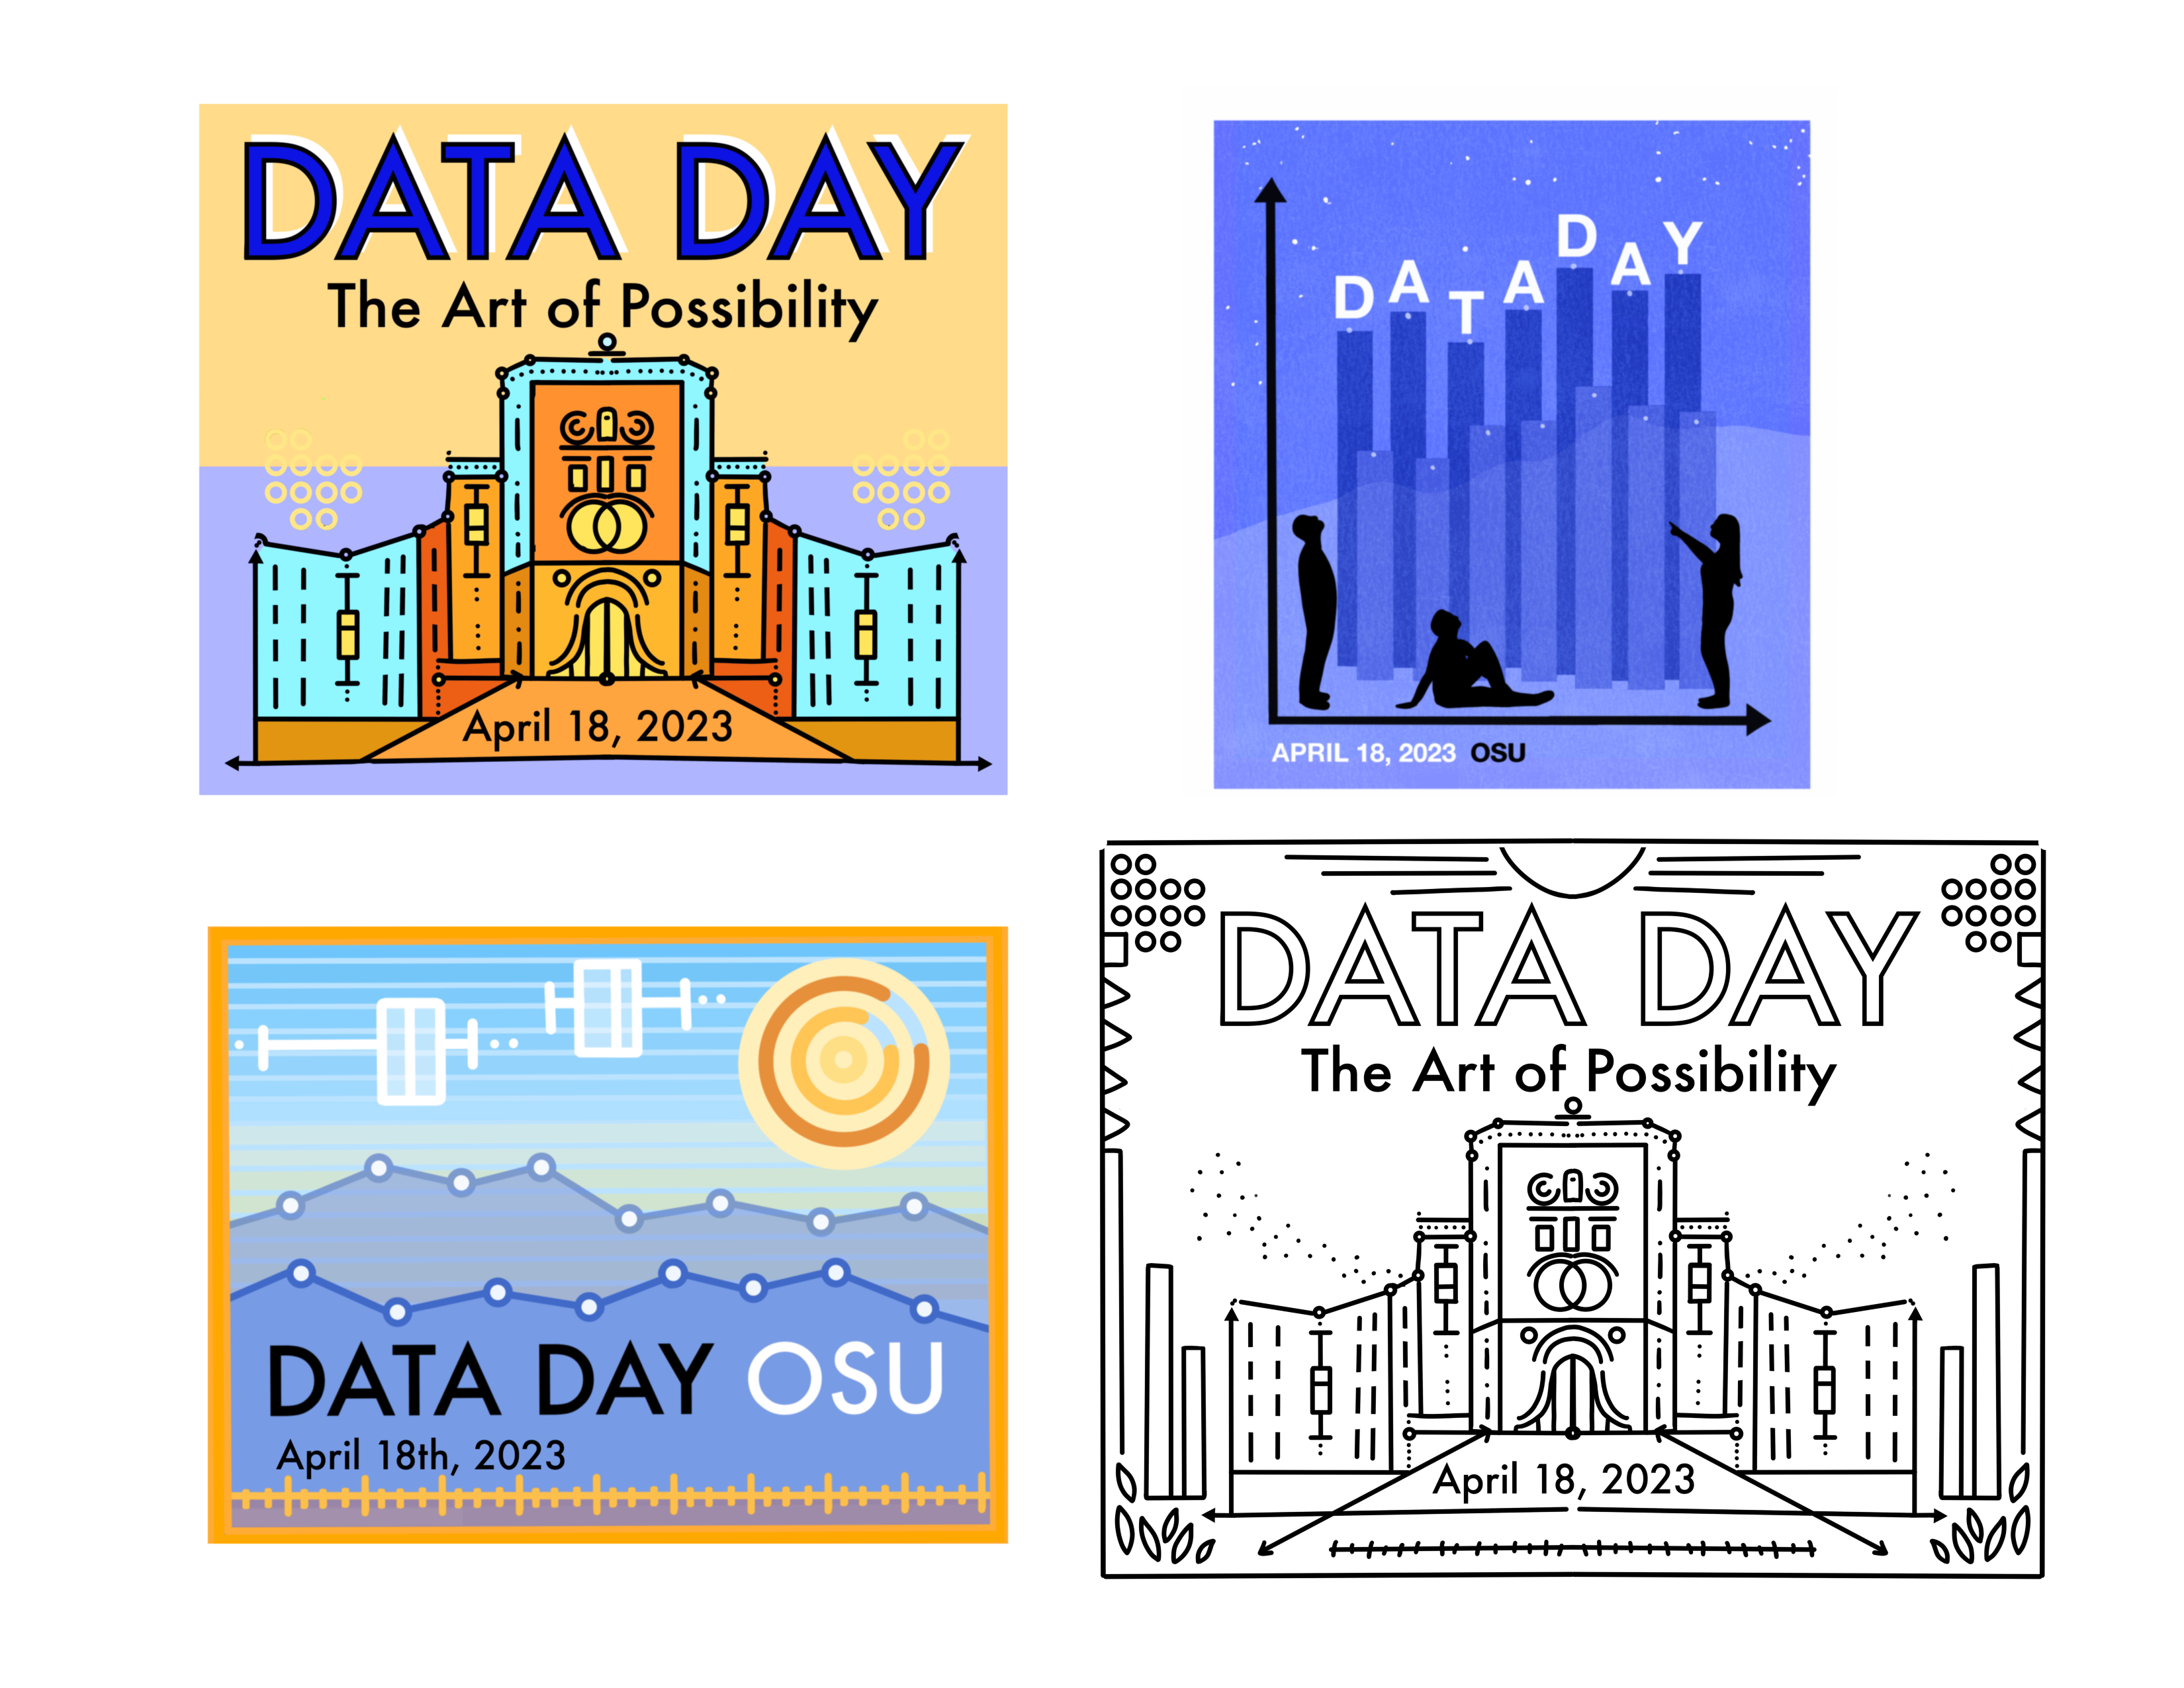 DATA DAY
The Art of Possibility
April 18, 2023
DATA DAY
APRIL 18, 2023 OSU
DATA DAY OSU
April 18th, 2023
DATA DAY
The Art of Possibility
April 18, 2023